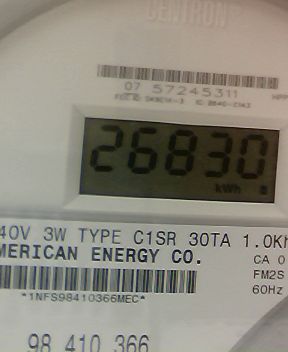 CENTRON
07 57245311
26830
kWh
40V 3W TYPE C1SR 30TA 1.0Kh
MERICAN ENERGY CO.
CA 0
FM2S
60Hz
*1NFS98410366MEC*
98 410 366